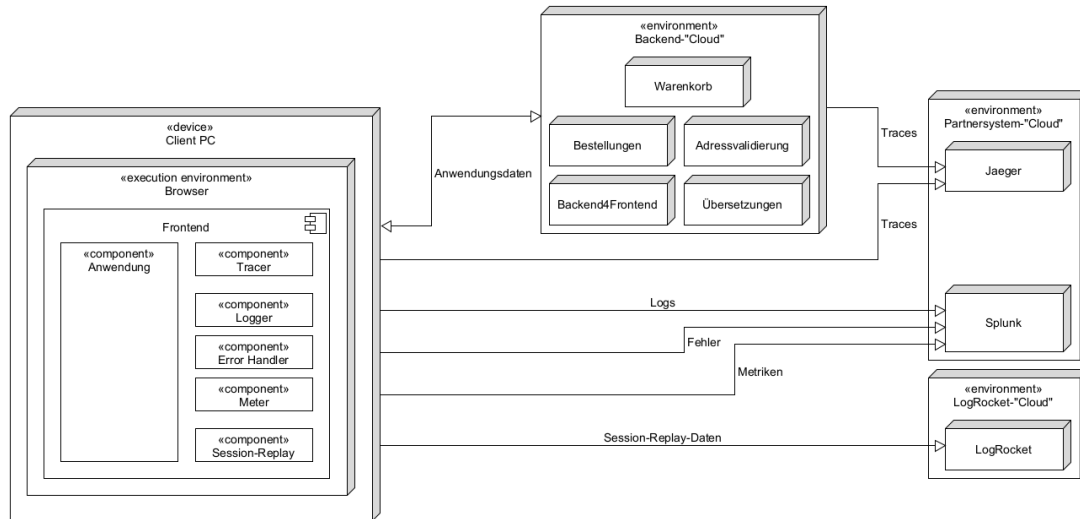 «environment»
Backend-"Cloud"
Warenkorb
Bestellungen
Adressvalidierung
Backend4Frontend
Übersetzungen
«device»
Client PC
«execution environment»
Browser
Frontend
«component»
Anwendung
«component»
Tracer
«component»
Logger
«component»
Error Handler
«component»
Meter
«component»
Session-Replay
Anwendungsdaten
Traces
Traces
Logs
Fehler
Metriken
Session-Replay-Daten
«environment»
Partnersystem-"Cloud"
Jaeger
Splunk
«environment»
LogRocket-"Cloud"
LogRocket